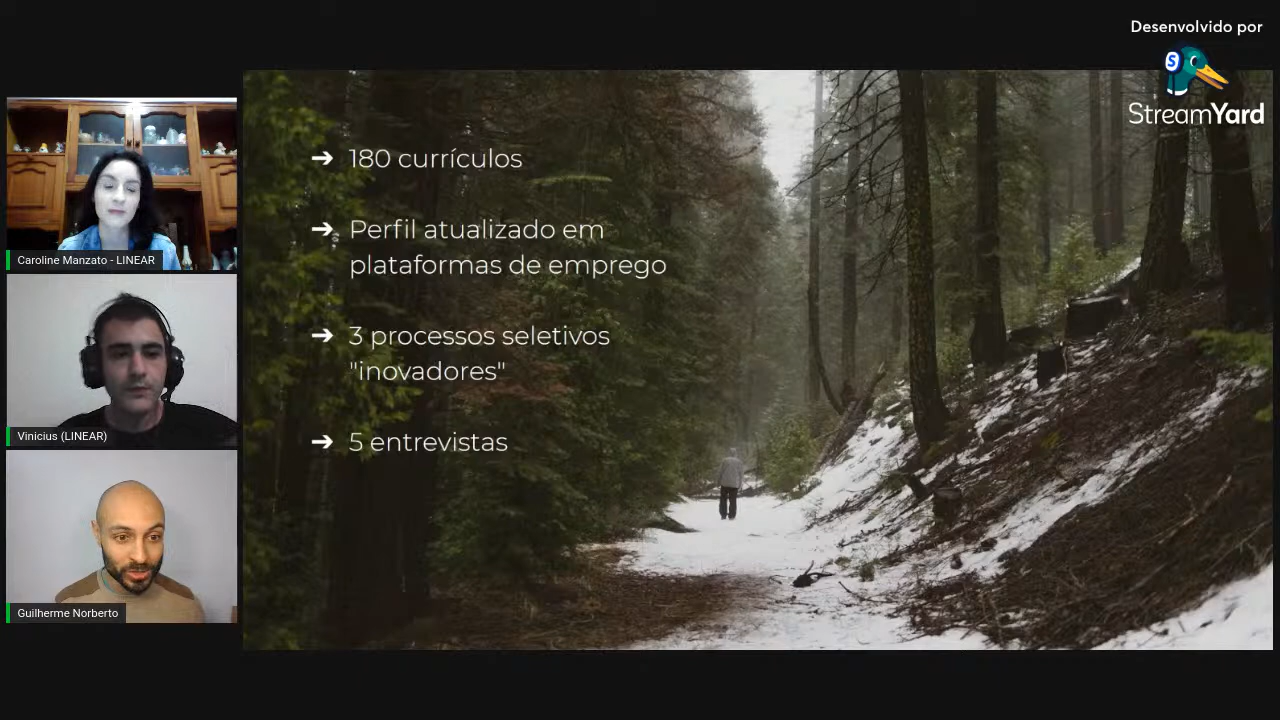 Desenvolvido por
StreamYard
➔ 180 currículos
➔ Perfil atualizado em
plataformas de emprego
➔ 3 processos seletivos
"inovadores"
➔ 5 entrevistas
Caroline Manzato - LINEAR
Vinicius (LINEAR)
Guilherme Norberto